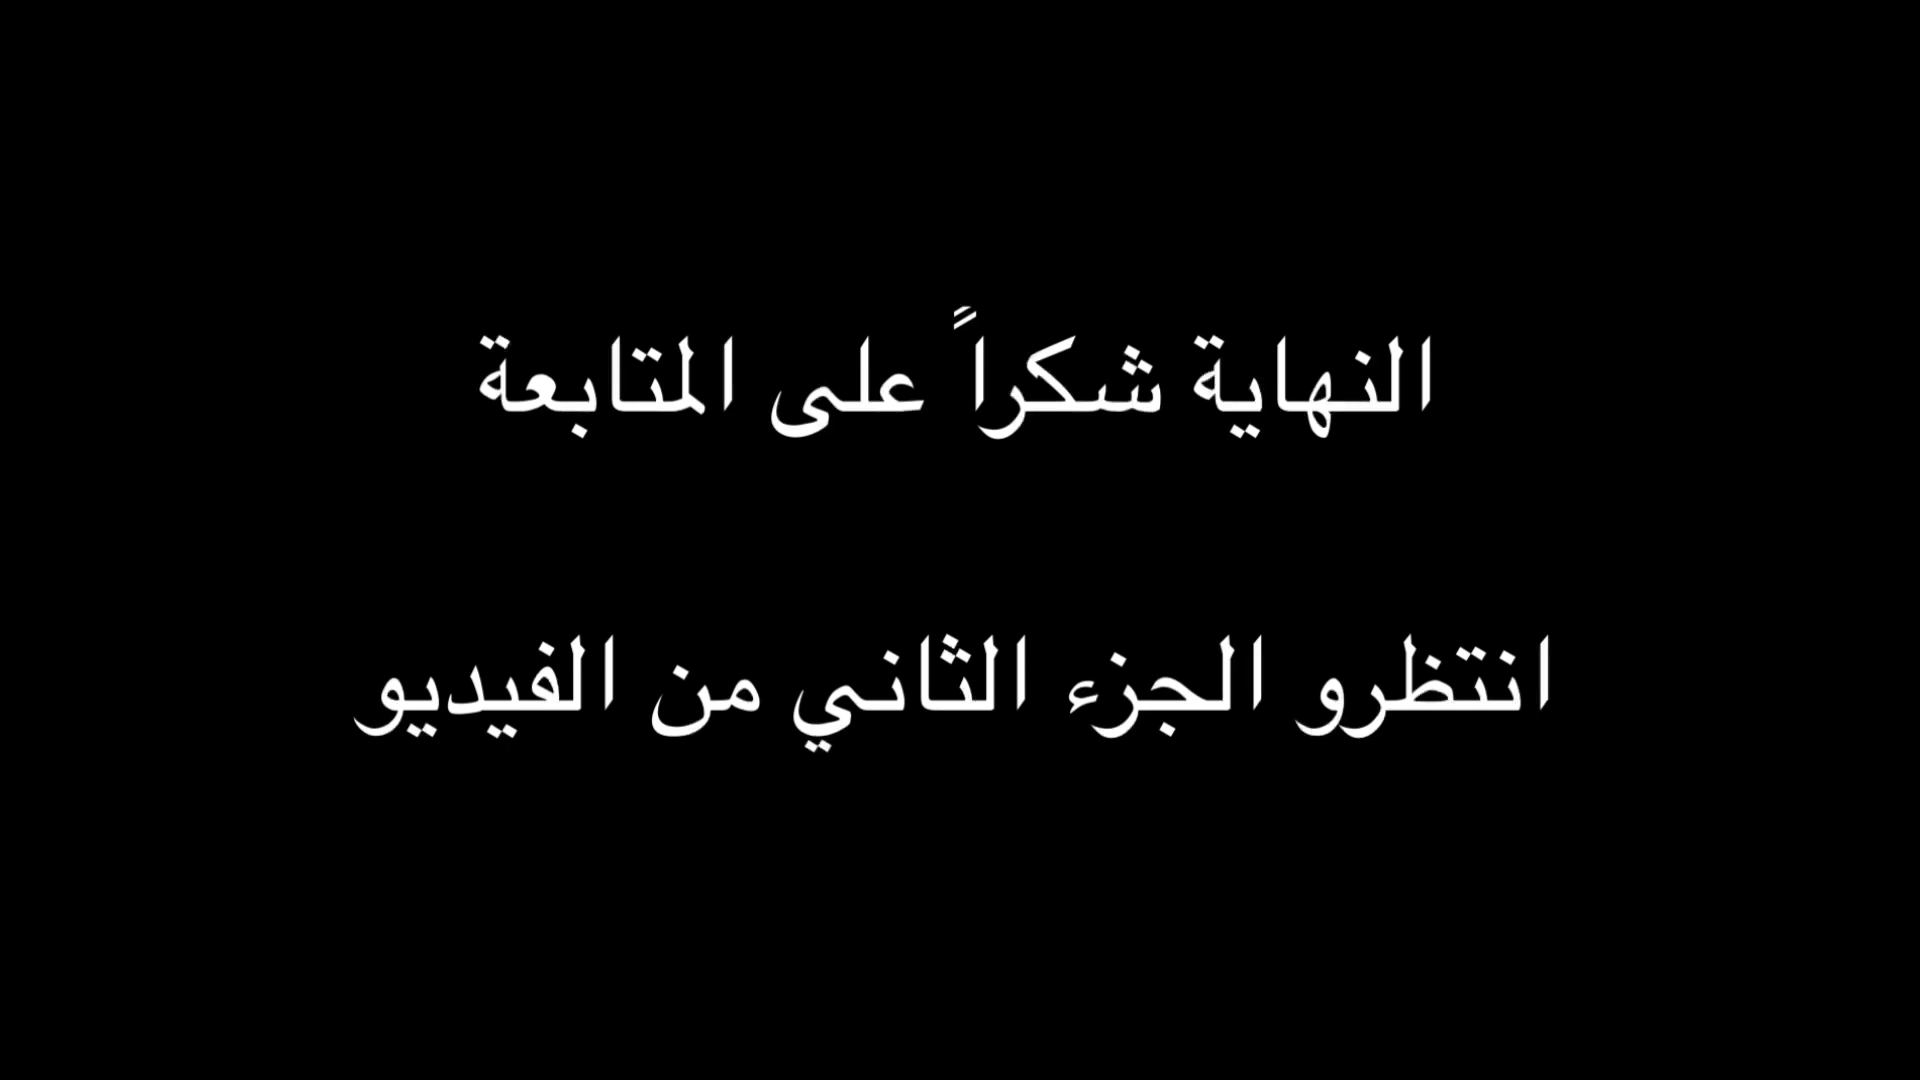 النهاية شكراً على المتابعة
انتظرو الجزء الثاني من الفيديو